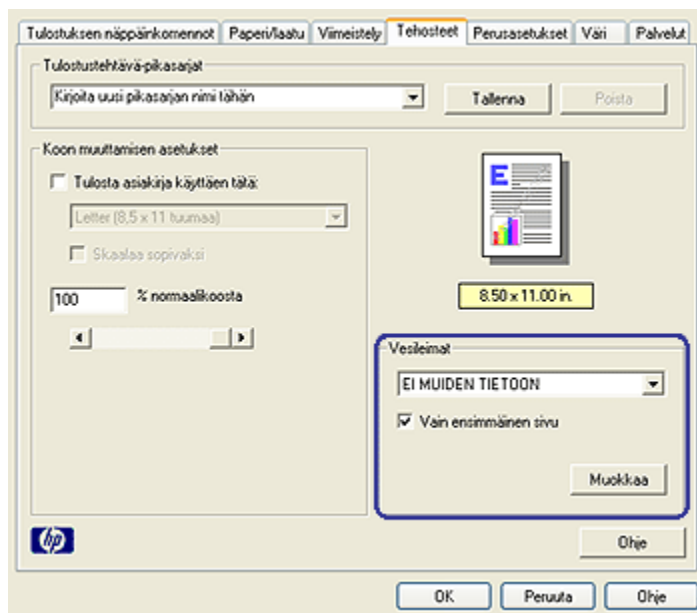 Tulostuksen näppäinkomennot Paperi/laatu Viimeistely Tehosteet Perusasetukset Väri Palvelut
Tulostustehtävä-pikasarjat
Kirjoita uusi pikasarjan nimi tähän Tallenna Poista
Koon muuttamisen asetukset
Tulosta asiakirja käyttäen tätä:
Letter (8,5 x 11 tuumaa)
Skaalaa sopivaksi
100 % normaalikoosta
E
8.50 x 11.00 in.
Vesileimat
EI MUIDEN TIETOON
Vain ensimmäinen sivu
Muokkaa
hp
Ohje
OK Peruuta Ohje